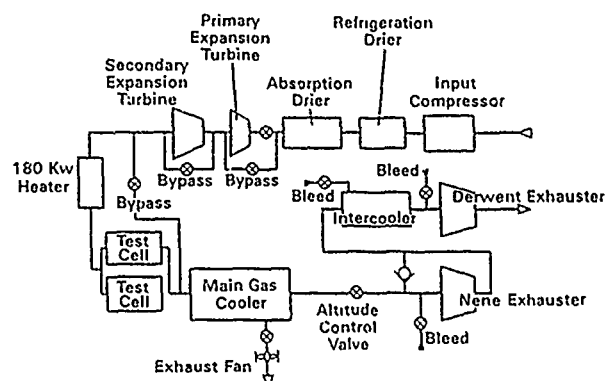 Primary
Expansion
Turbine
Refrigeration
Drier
Secondary
Expansion
Turbine
Absorption
Drier
Input
Compressor
180 Kw
Heater
Bypass
Bypass
Bypass
Bleed
Bleed
Intercooler
Derwent Exhauster
Test
Cell
Test
Cell
Main Gas
Cooler
Altitude
Control
Valve
Nene Exhauster
Bleed
Exhaust Fan